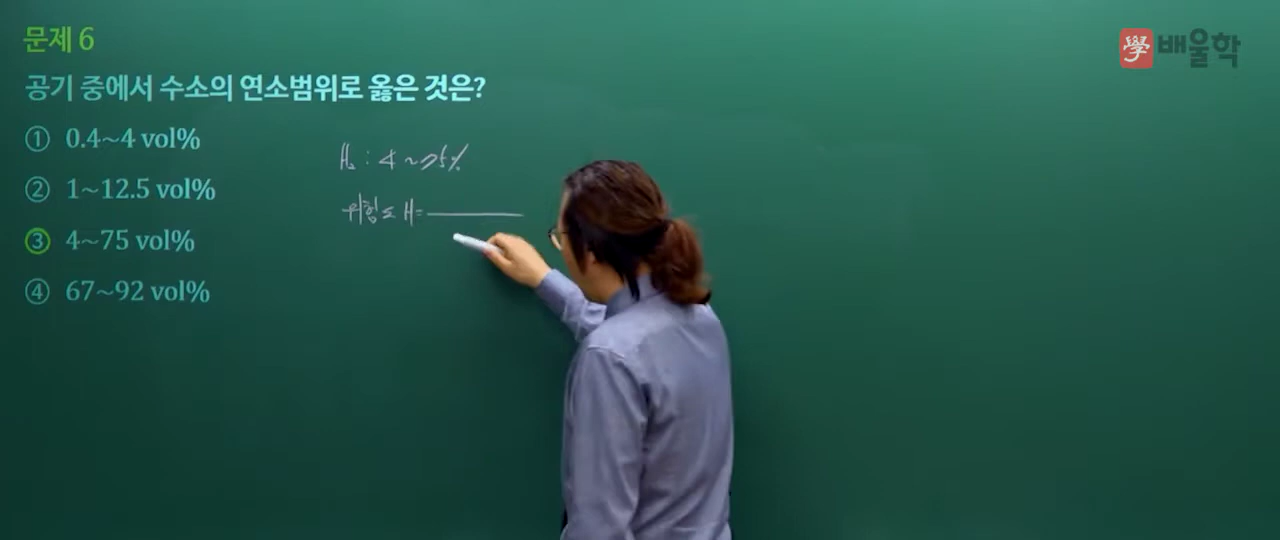 문제 6
學 배울학
공기 중에서 수소의 연소범위로 옳은 것은?
① 0.4~4 vol%
② 1~12.5 vol%
③ 4~75 vol%
④ 67~92 vol%
H₂ : 4 ~ 75%
위험도 H=